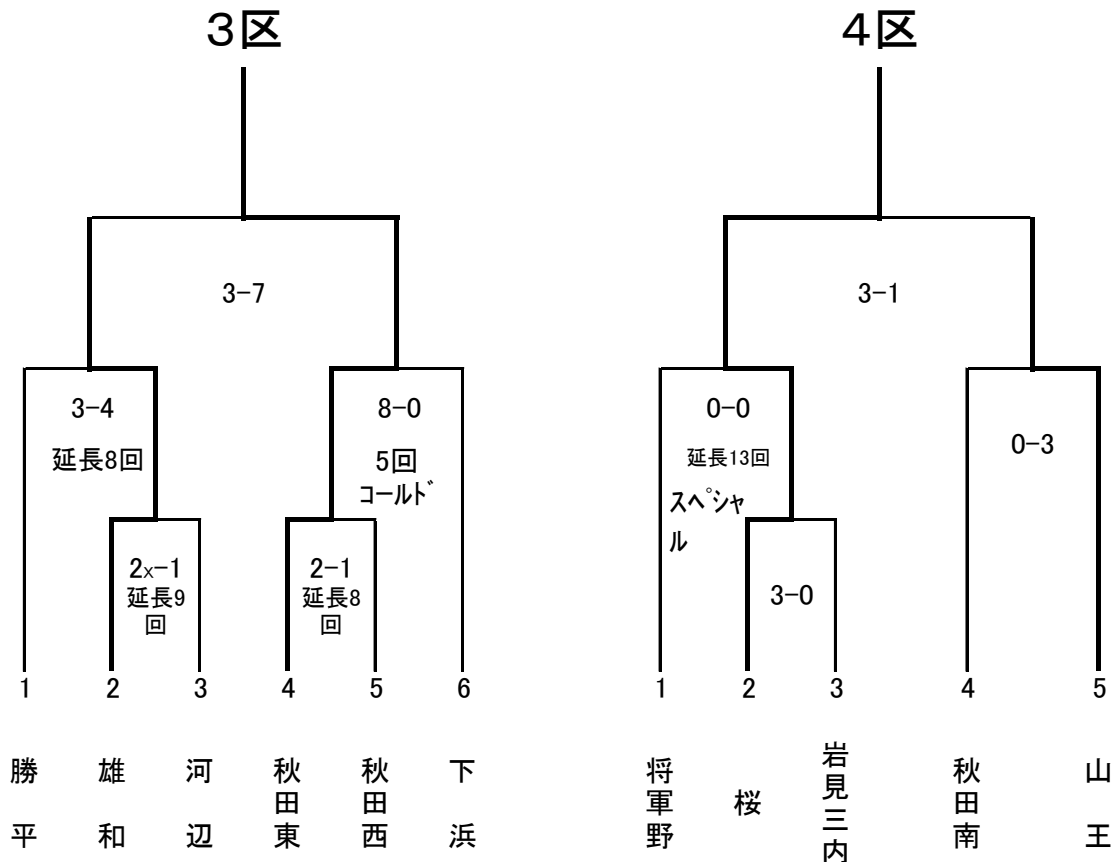 ３区
４区
3-7
3-1
3-4
延長8回
8-0
5回
コールド
0-0
延長13回
スペシャ
ル
0-3
2x-1
延長9
回
2-1
延長8
回
3-0
1
2
3
4
5
6
1
2
3
4
5
勝平
雄和
河辺
秋田東
秋田西
下浜
将軍野
桜
岩見三内
秋田南
山王